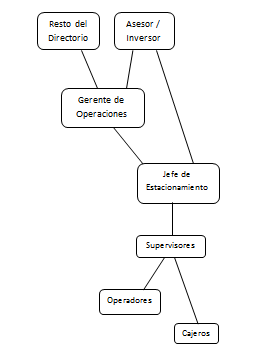 Resto del
Directorio
Asesor /
Inversor
Gerente de
Operaciones
Jefe de
Estacionamiento
Supervisores
Operadores
Cajeros